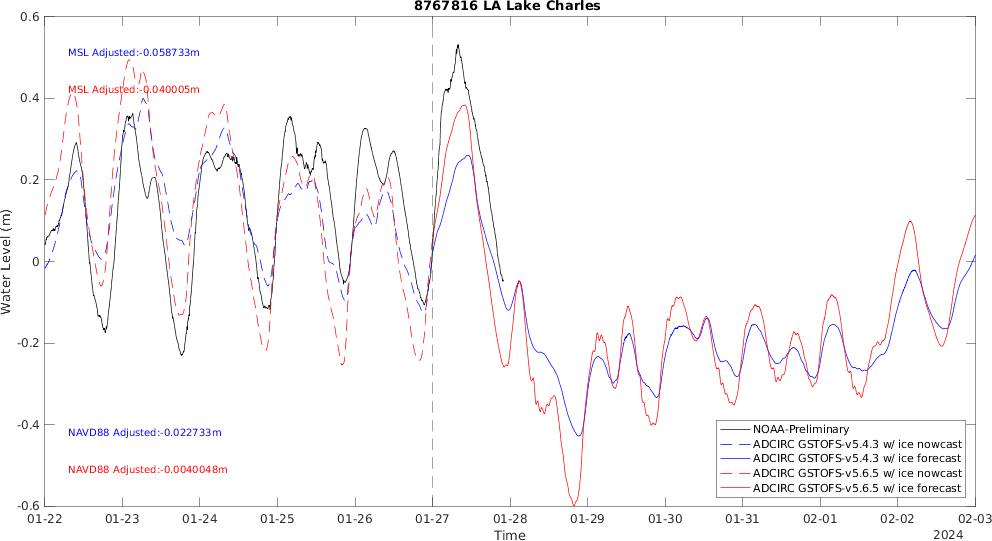 8767816 LA Lake Charles
0.6
0.4
0.2
0
-0.2
-0.4
-0.6
Water Level (m)
MSL Adjusted:-0.058733m
MSL Adjusted:-0.040005m
NAVD88 Adjusted:-0.022733m
NAVD88 Adjusted:-0.0040048m
NOAA-Preliminary
ADCIRC GSTOFS-v5.4.3 w/ ice nowcast
ADCIRC GSTOFS-v5.4.3 w/ ice forecast
ADCIRC GSTOFS-v5.6.5 w/ ice nowcast
ADCIRC GSTOFS-v5.6.5 w/ ice forecast
01-22 01-23 01-24 01-25 01-26 01-27 01-28 01-29 01-30 01-31 02-01 02-02 02-03
Time
2024